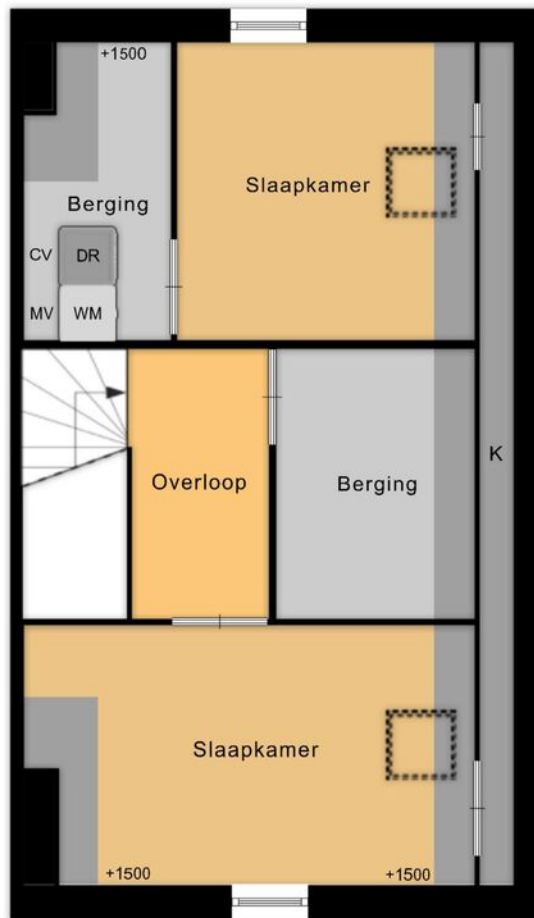 +1500
Slaapkamer
Berging
CV
DR
MV
WM
K
Overloop
Berging
Slaapkamer
+1500
+1500